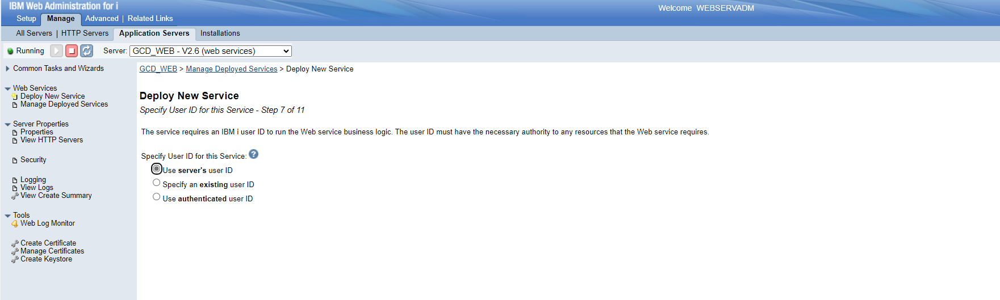 IBM Web Administration for i
Welcome WEBSERVADM
Setup Manage Advanced | Related Links
All Servers | HTTP Servers Application Servers Installations
Running Server: GCD_WEB - V2.6 (web services)
Common Tasks and Wizards
Web Services
Deploy New Service
Manage Deployed Services
Server Properties
Properties
View HTTP Servers
Security
Logging
View Logs
View Create Summary
Tools
Web Log Monitor
Create Certificate
Manage Certificates
Create Keystore
GCD_WEB > Manage Deployed Services > Deploy New Service
Deploy New Service
Specify User ID for this Service - Step 7 of 11
The service requires an IBM i user ID to run the Web service business logic. The user ID must have the necessary authority to any resources that the Web service requires.
Specify User ID for this Service: ?
Use server's user ID
Specify an existing user ID
Use authenticated user ID